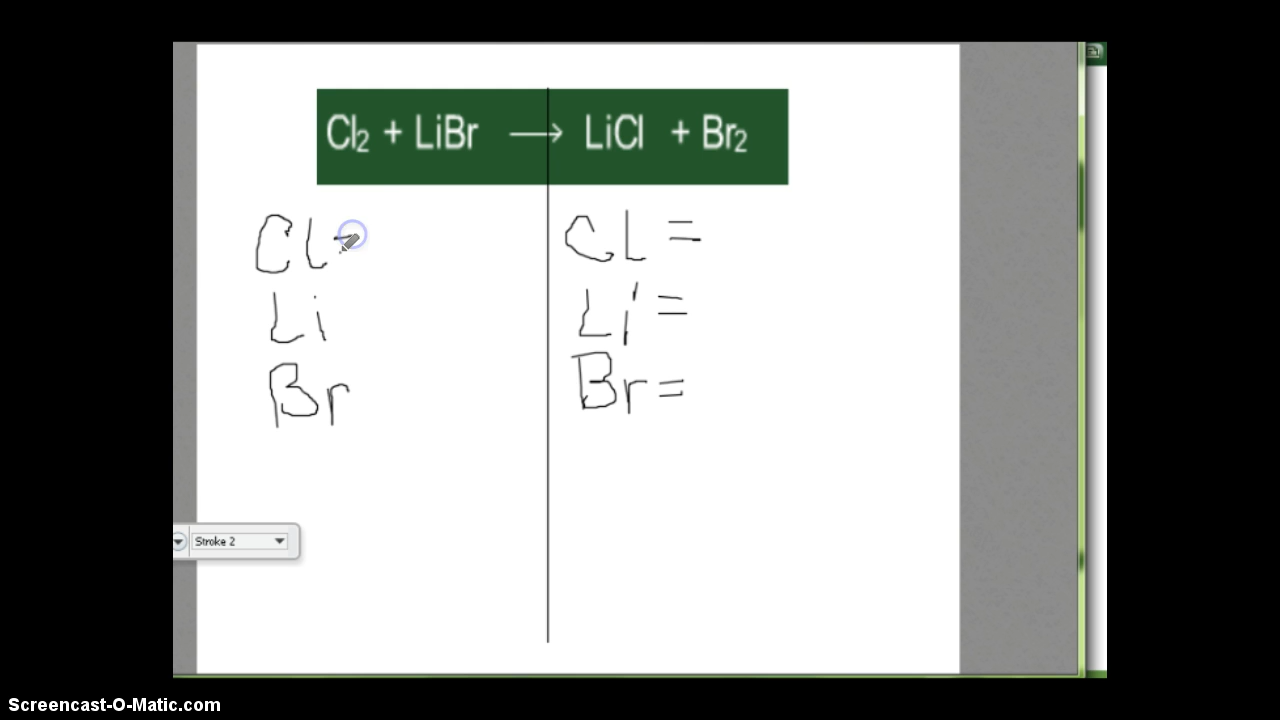 Cl₂ + LiBr → LiCl + Br₂
Cl= Cl =
Li Li =
Br Br =
Stroke 2
Screencast-O-Matic.com